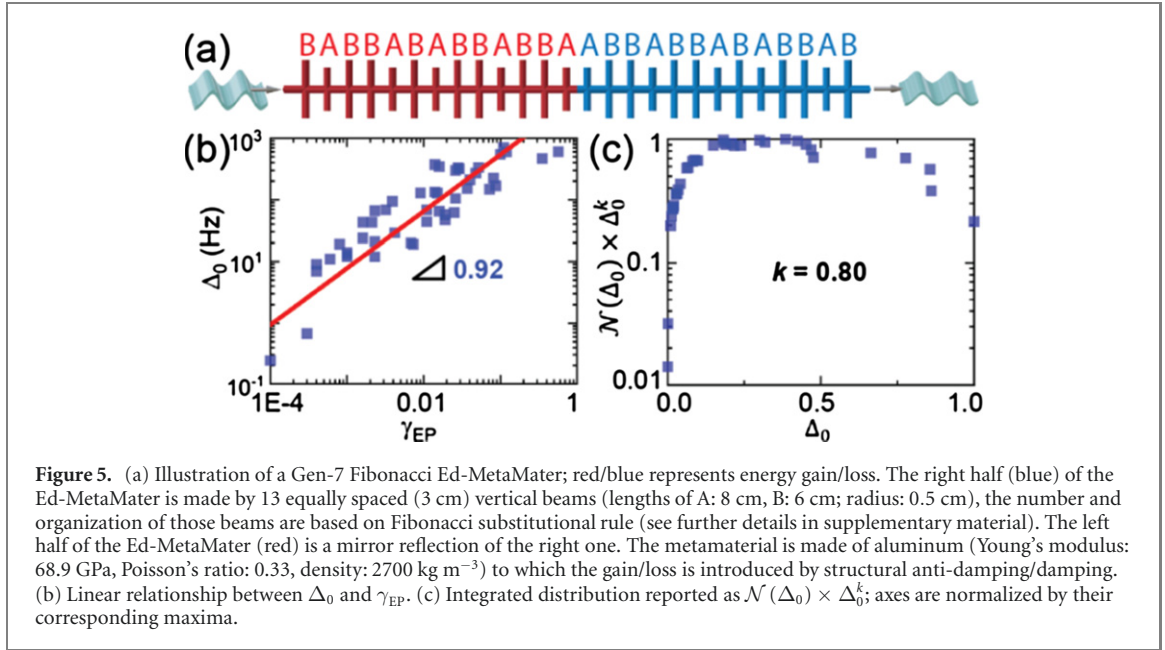 (a)
BABBABABBABBA ABBABBABABBAB
(b)
10³
10¹
10⁻¹
Δ₀ (Hz)
0.92
1E-4 0.01 1
γ_EP
(c)
1
0.1
0.01
𝒩(Δ₀) × Δ₀ᵏ
k = 0.80
0.0 0.5 1.0
Δ₀
Figure 5. (a) Illustration of a Gen-7 Fibonacci Ed-MetaMater; red/blue represents energy gain/loss. The right half (blue) of the
Ed-MetaMater is made by 13 equally spaced (3 cm) vertical beams (lengths of A: 8 cm, B: 6 cm; radius: 0.5 cm), the number and
organization of those beams are based on Fibonacci substitutional rule (see further details in supplementary material). The left
half of the Ed-MetaMater (red) is a mirror reflection of the right one. The metamaterial is made of aluminum (Young's modulus:
68.9 GPa, Poisson's ratio: 0.33, density: 2700 kg m⁻³) to which the gain/loss is introduced by structural anti-damping/damping.
(b) Linear relationship between Δ₀ and γ_EP. (c) Integrated distribution reported as 𝒩(Δ₀) × Δ₀ᵏ; axes are normalized by their
corresponding maxima.